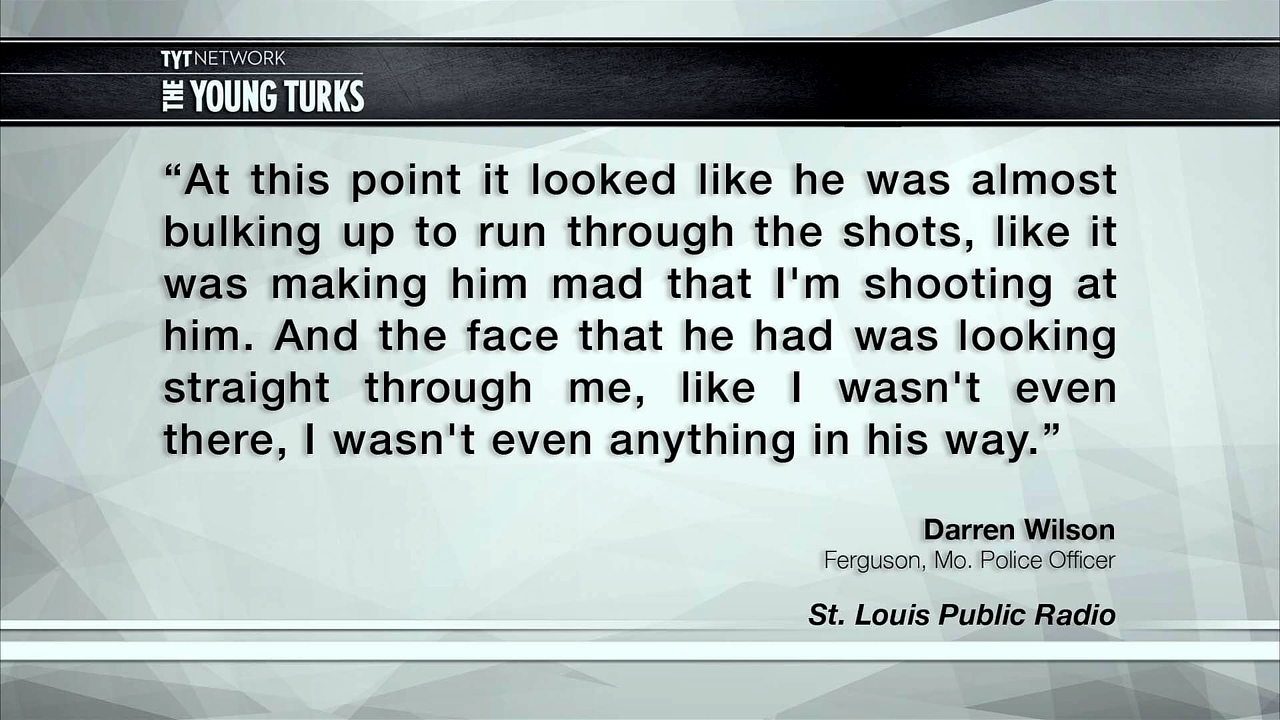 TYT NETWORK
THE YOUNG TURKS
“At this point it looked like he was almost
bulking up to run through the shots, like it
was making him mad that I'm shooting at
him. And the face that he had was looking
straight through me, like I wasn't even
there, I wasn't even anything in his way.”
Darren Wilson
Ferguson, Mo. Police Officer
St. Louis Public Radio